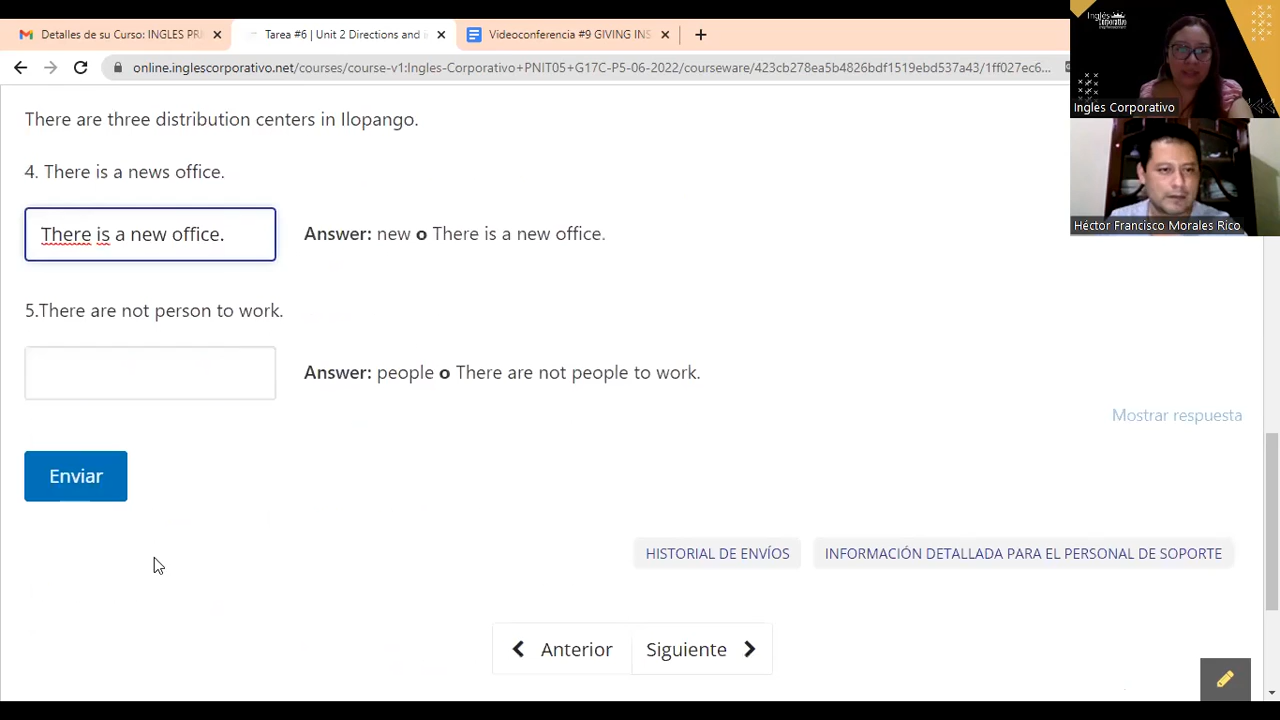 Detalles de su Curso: INGLES PRI
Tarea #6 | Unit 2 Directions and i
Videoconferencia #9 GIVING INS
online.inglescorporativo.net/courses/course-v1:Ingles-Corporativo+PNIT05+G17C-P5-06-2022/courseware/423cb278ea5b4826bdf1519ebd537a43/1ff027ec6...
Inglés
Corporativo
Ingles Corporativo
Héctor Francisco Morales Rico
There are three distribution centers in Ilopango.
4. There is a news office.
There is a new office.
Answer: new o There is a new office.
5.There are not person to work.
Answer: people o There are not people to work.
Mostrar respuesta
Enviar
HISTORIAL DE ENVÍOS
INFORMACIÓN DETALLADA PARA EL PERSONAL DE SOPORTE
Anterior
Siguiente